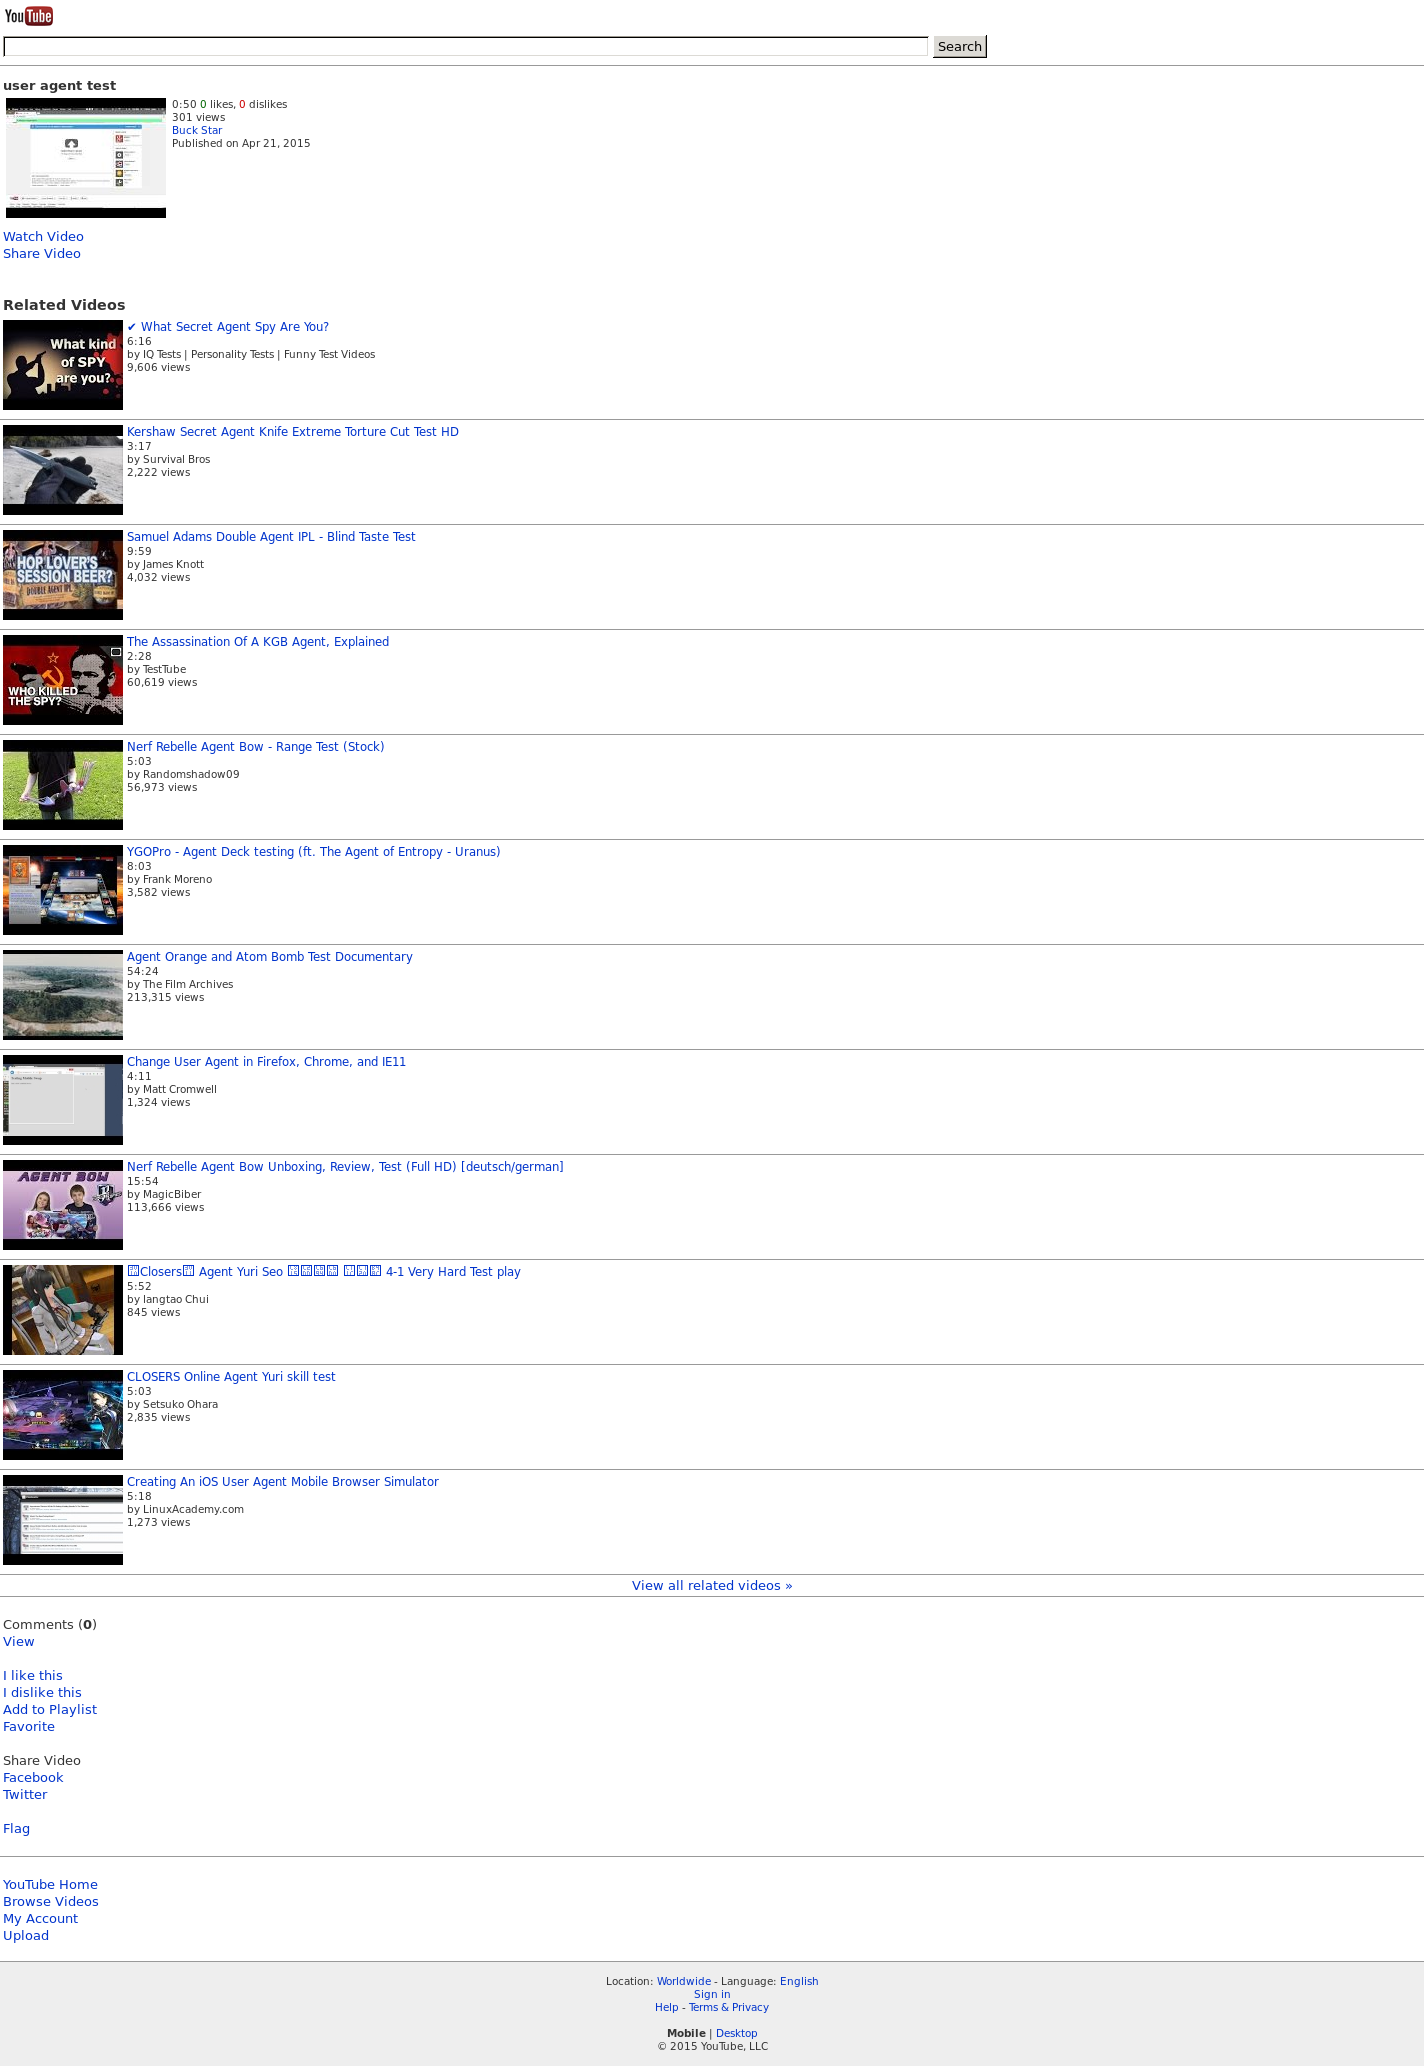 YouTube
Search
user agent test
0:50 0 likes, 0 dislikes
301 views
Buck Star
Published on Apr 21, 2015
Watch Video
Share Video
Related Videos
What kind
of SPY
are you?
✔ What Secret Agent Spy Are You?
6:16
by IQ Tests | Personality Tests | Funny Test Videos
9,606 views
Kershaw Secret Agent Knife Extreme Torture Cut Test HD
3:17
by Survival Bros
2,222 views
HOP LOVER'S
SESSION BEER?
DOUBLE AGENT IPL
Samuel Adams Double Agent IPL - Blind Taste Test
9:59
by James Knott
4,032 views
WHO KILLED
THE SPY?
The Assassination Of A KGB Agent, Explained
2:28
by TestTube
60,619 views
Nerf Rebelle Agent Bow - Range Test (Stock)
5:03
by Randomshadow09
56,973 views
YGOPro - Agent Deck testing (ft. The Agent of Entropy - Uranus)
8:03
by Frank Moreno
3,582 views
Agent Orange and Atom Bomb Test Documentary
54:24
by The Film Archives
213,315 views
Change User Agent in Firefox, Chrome, and IE11
4:11
by Matt Cromwell
1,324 views
AGENT BOW
Nerf Rebelle Agent Bow Unboxing, Review, Test (Full HD) [deutsch/german]
15:54
by MagicBiber
113,666 views
Closers Agent Yuri Seo 4-1 Very Hard Test play
5:52
by langtao Chui
845 views
CLOSERS Online Agent Yuri skill test
5:03
by Setsuko Ohara
2,835 views
Creating An iOS User Agent Mobile Browser Simulator
5:18
by LinuxAcademy.com
1,273 views
View all related videos »
Comments (0)
View
I like this
I dislike this
Add to Playlist
Favorite
Share Video
Facebook
Twitter
Flag
YouTube Home
Browse Videos
My Account
Upload
Location: Worldwide - Language: English
Sign in
Help - Terms & Privacy
Mobile | Desktop
© 2015 YouTube, LLC